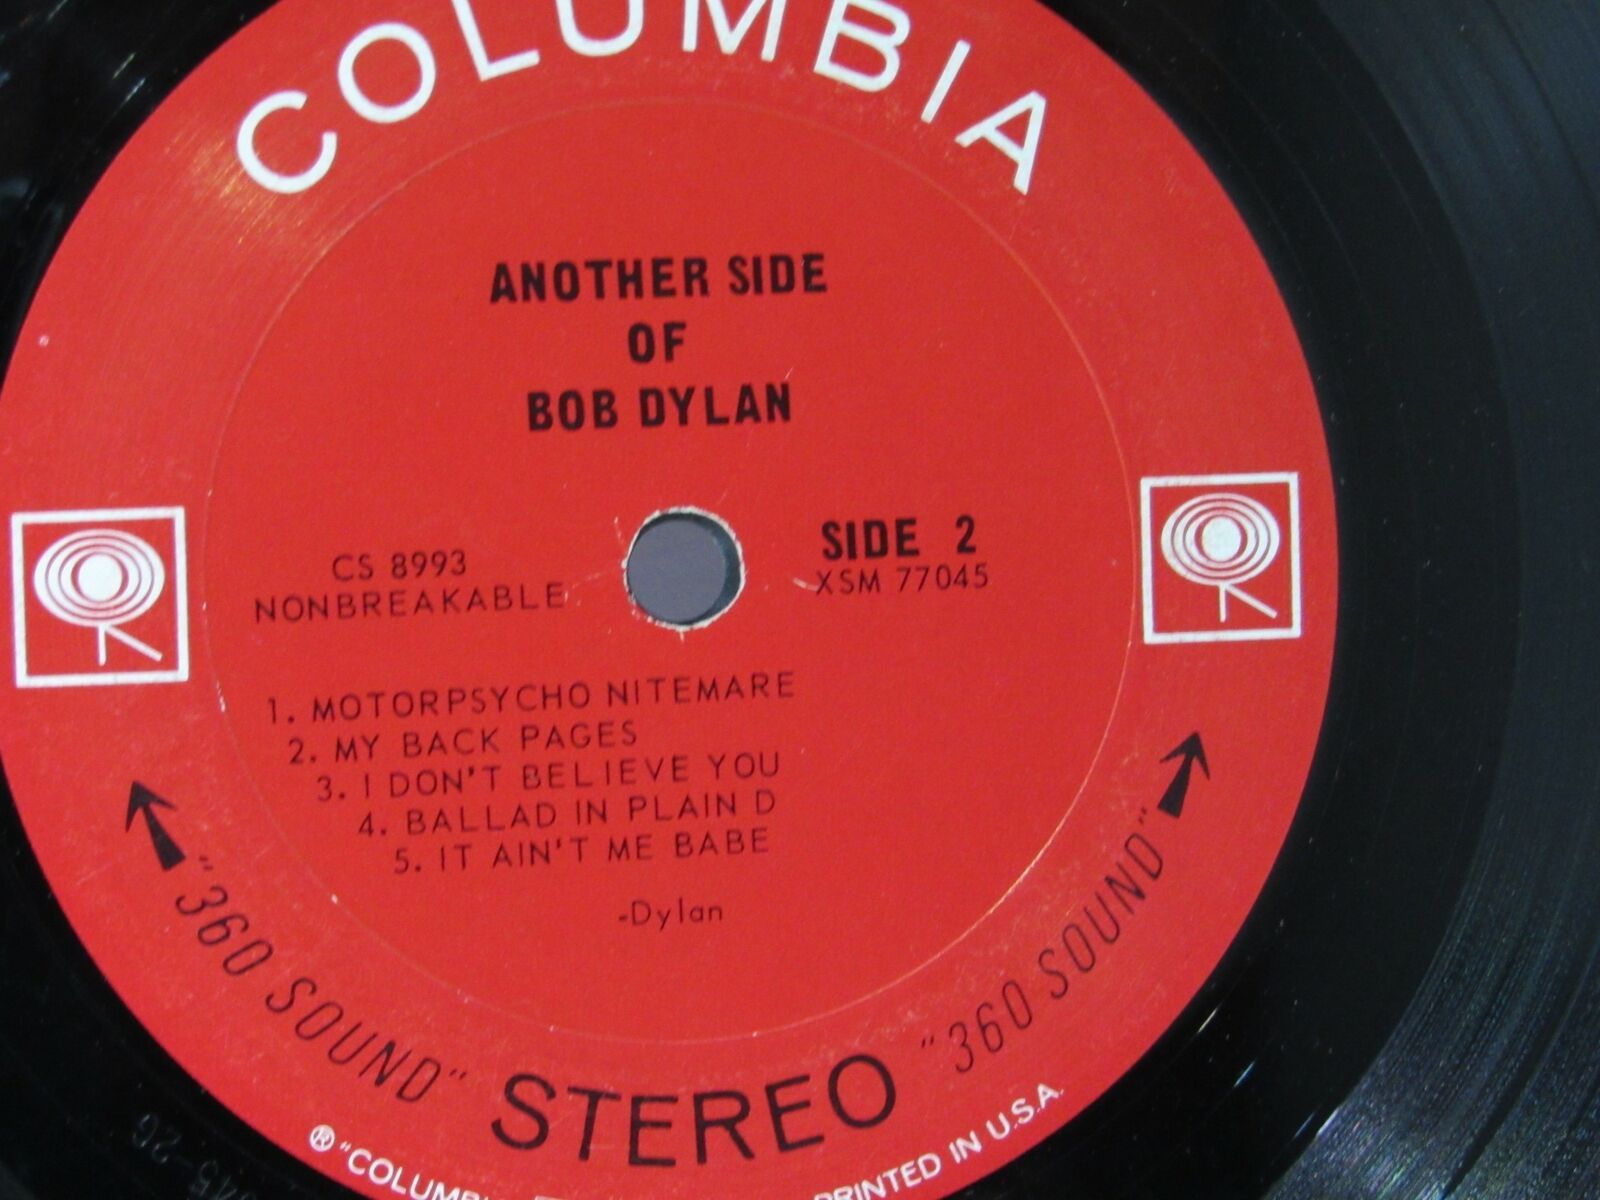 COLUMBIA
ANOTHER SIDE
OF
BOB DYLAN
CS 8993
NONBREAKABLE
SIDE 2
XSM 77045
1. MOTORPSYCHO NITEMARE
2. MY BACK PAGES
3. I DON'T BELIEVE YOU
4. BALLAD IN PLAIN D
5. IT AIN'T ME BABE
-Dylan
"360 SOUND" STEREO "360 SOUND"
® "COLUMB PRINTED IN U.S.A.